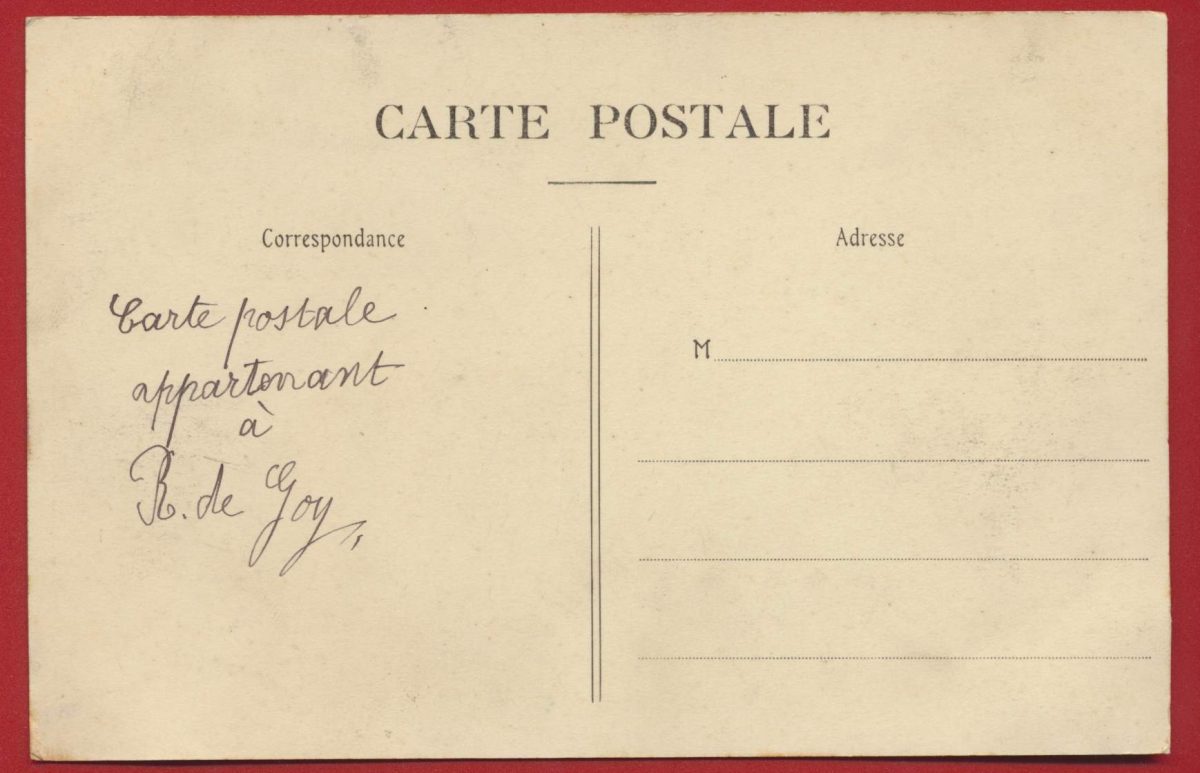 CARTE POSTALE
Correspondance
Adresse
Carte postale
appartenant
à
R. de Goy,
M